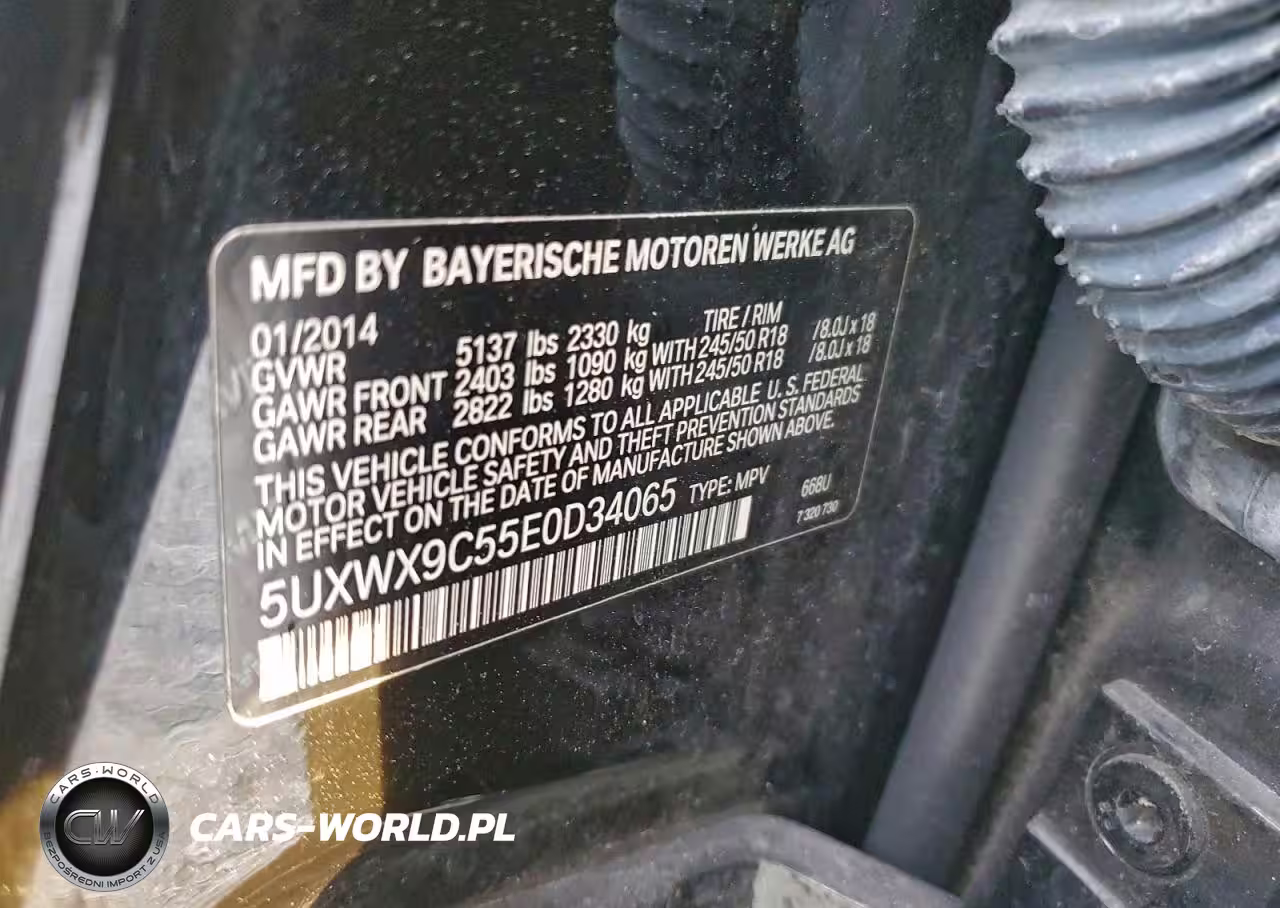 MFD BY BAYERISCHE MOTOREN WERKE AG
01/2014 TIRE / RIM
GVWR 5137 lbs 2330 kg
GAWR FRONT 2403 lbs 1090 kg WITH 245/50 R18 /8.0J x 18
GAWR REAR 2822 lbs 1280 kg WITH 245/50 R18 /8.0J x 18
THIS VEHICLE CONFORMS TO ALL APPLICABLE U. S. FEDERAL
MOTOR VEHICLE SAFETY AND THEFT PREVENTION STANDARDS
IN EFFECT ON THE DATE OF MANUFACTURE SHOWN ABOVE.
5UXWX9C55E0D34065 TYPE: MPV 668U
7 320 730
CARS-WORLD
CW
BEZPOŚREDNI IMPORT Z USA
CARS-WORLD.PL